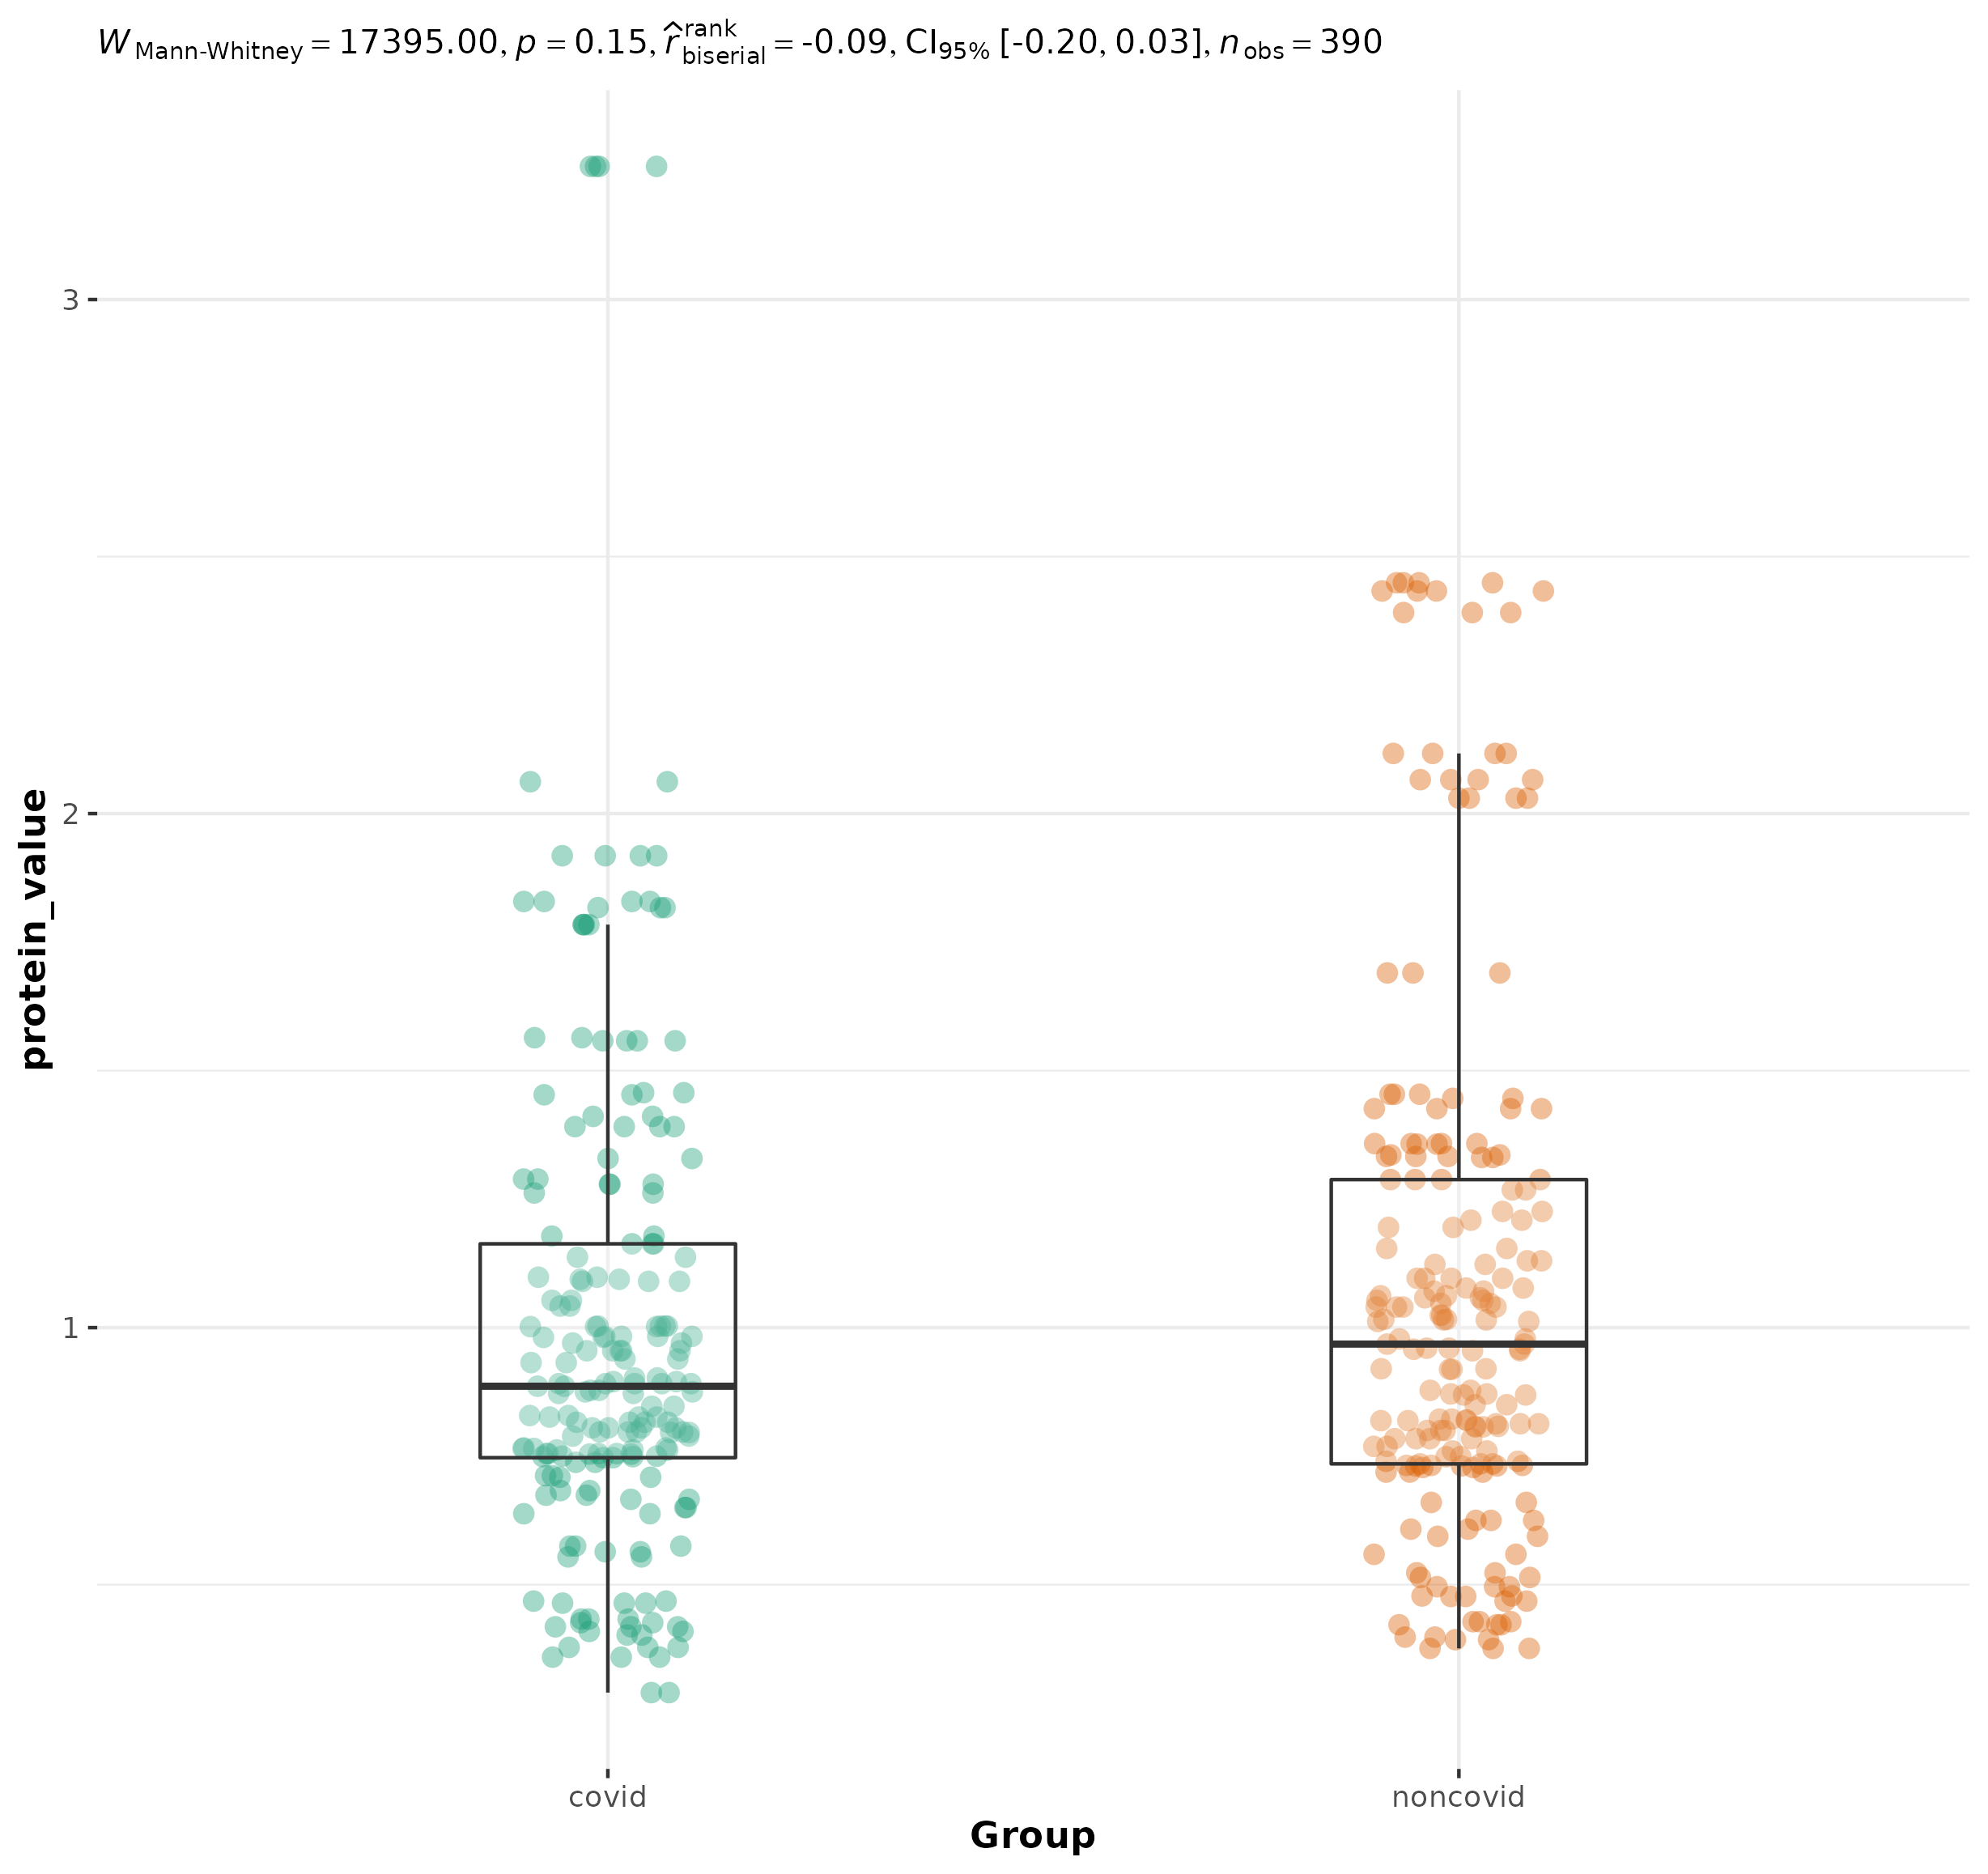 W Mann-Whitney = 17395.00, p = 0.15, r̂ rank biserial = -0.09, CI95% [-0.20, 0.03], n obs = 390
3
2
1
protein_value
covid noncovid
Group